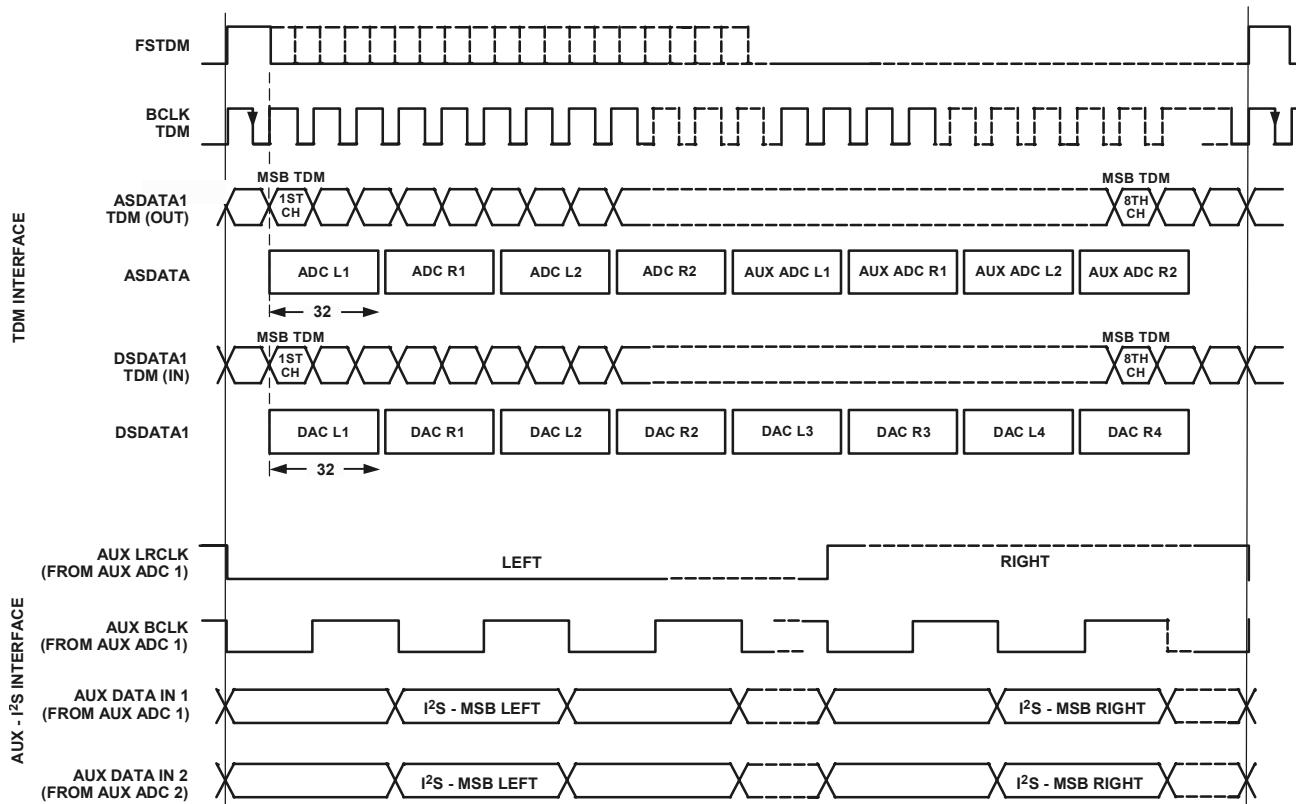 FSTDM
BCLK
TDM
MSB TDM
MSB TDM
ASDATA1
TDM (OUT)
1ST
CH
8TH
CH
ASDATA
ADC L1
ADC R1
ADC L2
ADC R2
AUX ADC L1
AUX ADC R1
AUX ADC L2
AUX ADC R2
32
TDM INTERFACE
MSB TDM
MSB TDM
DSDATA1
TDM (IN)
1ST
CH
8TH
CH
DSDATA1
DAC L1
DAC R1
DAC L2
DAC R2
DAC L3
DAC R3
DAC L4
DAC R4
32
AUX LRCLK
(FROM AUX ADC 1)
LEFT
RIGHT
AUX - I²S INTERFACE
AUX BCLK
(FROM AUX ADC 1)
AUX DATA IN 1
(FROM AUX ADC 1)
I²S - MSB LEFT
I²S - MSB RIGHT
AUX DATA IN 2
(FROM AUX ADC 2)
I²S - MSB LEFT
I²S - MSB RIGHT